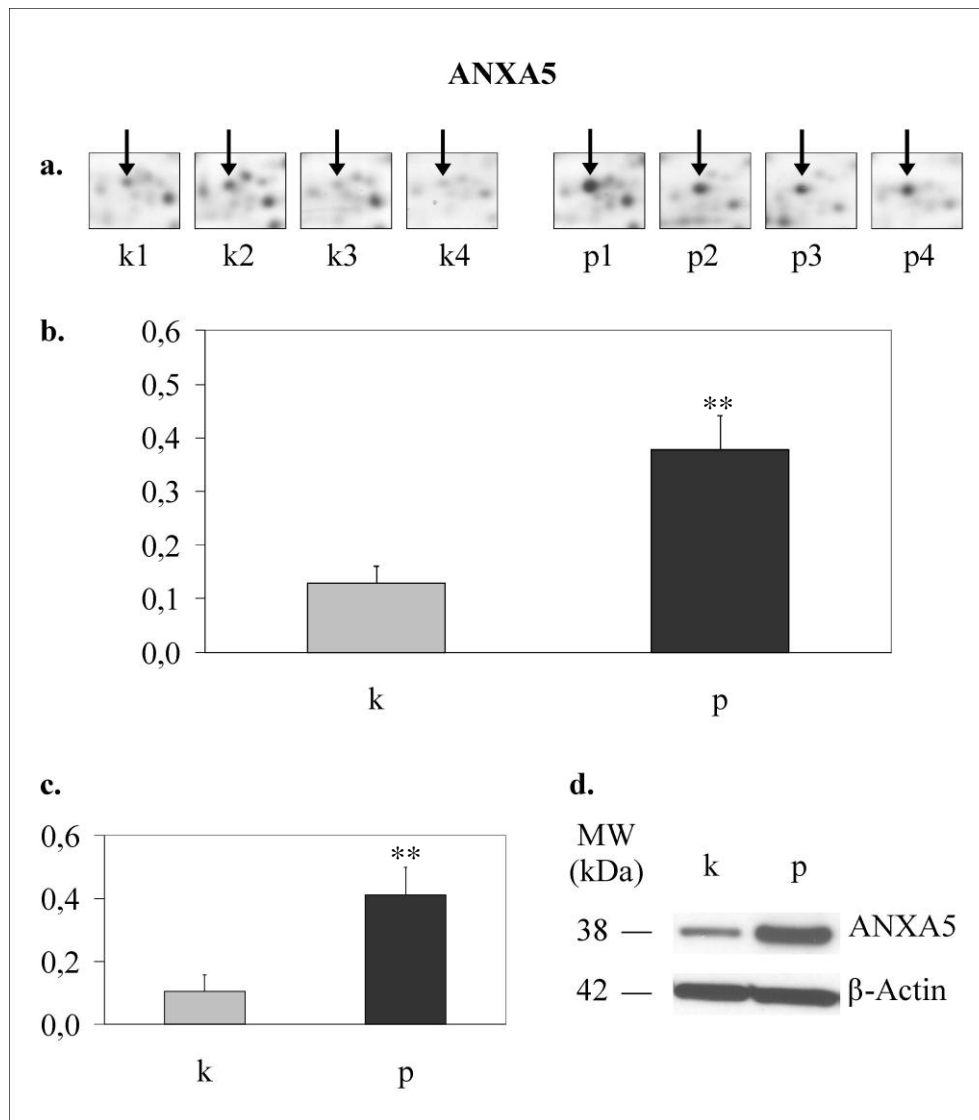 ANXA5
a.
k1 k2 k3 k4 p1 p2 p3 p4
b.
0,6
0,5
**
0,4
0,3
0,2
0,1
0,0
k p
c.
0,6
**
0,4
0,2
0,0
k p
d.
MW
(kDa)
k p
38 — ANXA5
42 — β-Actin